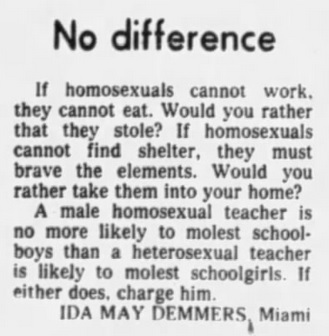 No difference
If homosexuals cannot work,
they cannot eat. Would you rather
that they stole? If homosexuals
cannot find shelter, they must
brave the elements. Would you
rather take them into your home?
A male homosexual teacher is
no more likely to molest school-
boys than a heterosexual teacher
is likely to molest schoolgirls. If
either does, charge him.
IDA MAY DEMMERS, Miami